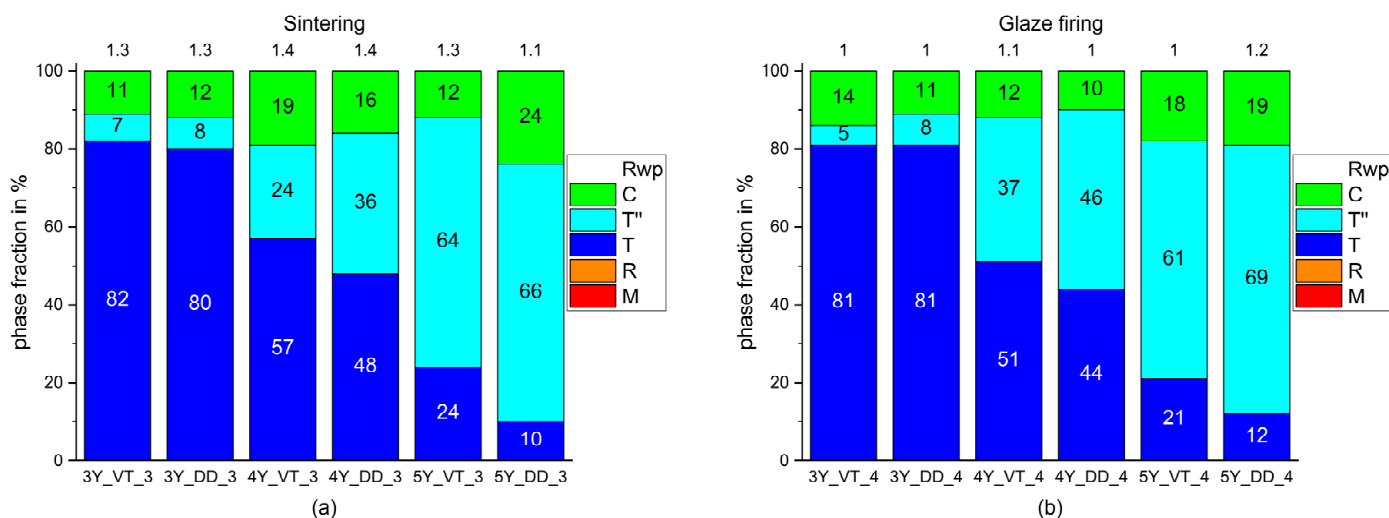 Sintering
1.3 1.3 1.4 1.4 1.3 1.1
100
80
60
40
20
0
phase fraction in %
11 12 19 16 12 24
7 8 24 36 64 66
82 80 57 48 24 10
3Y_VT_3 3Y_DD_3 4Y_VT_3 4Y_DD_3 5Y_VT_3 5Y_DD_3
Rwp
C
T"
T
R
M
(a)
Glaze firing
1 1 1.1 1 1 1.2
100
80
60
40
20
0
phase fraction in %
14 11 12 10 18 19
5 8 37 46 61 69
81 81 51 44 21 12
3Y_VT_4 3Y_DD_4 4Y_VT_4 4Y_DD_4 5Y_VT_4 5Y_DD_4
Rwp
C
T"
T
R
M
(b)